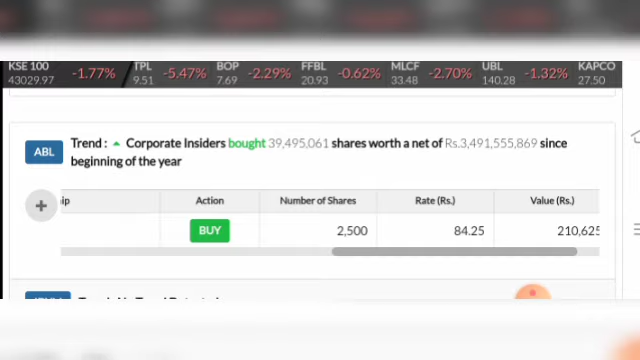 KSE 100 TPL BOP FFBL MLCF UBL KAPCO
43029.97 -1.77% 9.51 -5.47% 7.69 -2.29% 20.93 -0.62% 33.48 -2.70% 140.28 -1.32% 27.50
ABL Trend : Corporate Insiders bought 39,495,061 shares worth a net of Rs.3,491,555,869 since
beginning of the year
ip Action Number of Shares Rate (Rs.) Value (Rs.)
BUY 2,500 84.25 210,625